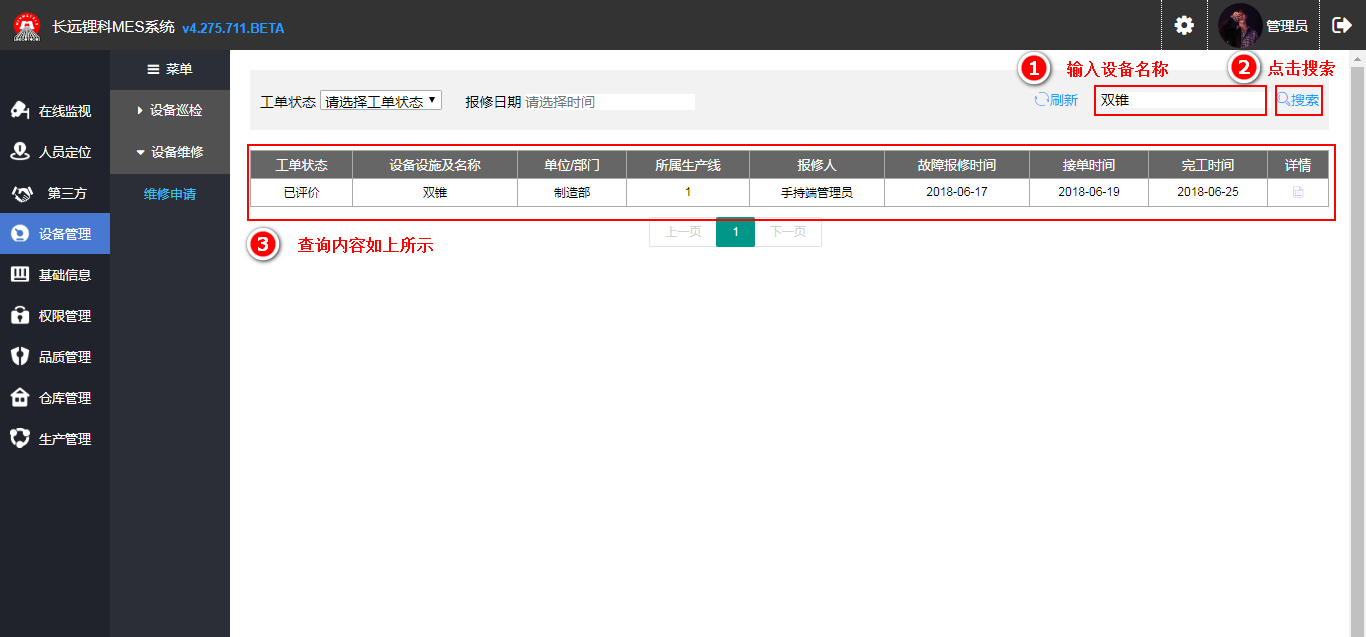 长远锂科MES系统 v4.275.711.BETA
管理员
在线监视
人员定位
第三方
设备管理
基础信息
权限管理
品质管理
仓库管理
生产管理
菜单
设备巡检
设备维修
维修申请
1 输入设备名称
2 点击搜索
工单状态 请选择工单状态 报修日期 请选择时间 刷新 双锥 搜索
工单状态 设备设施及名称 单位/部门 所属生产线 报修人 故障报修时间 接单时间 完工时间 详情
已评价 双锥 制造部 1 手持端管理员 2018-06-17 2018-06-19 2018-06-25
上一页 1 下一页
3 查询内容如上所示